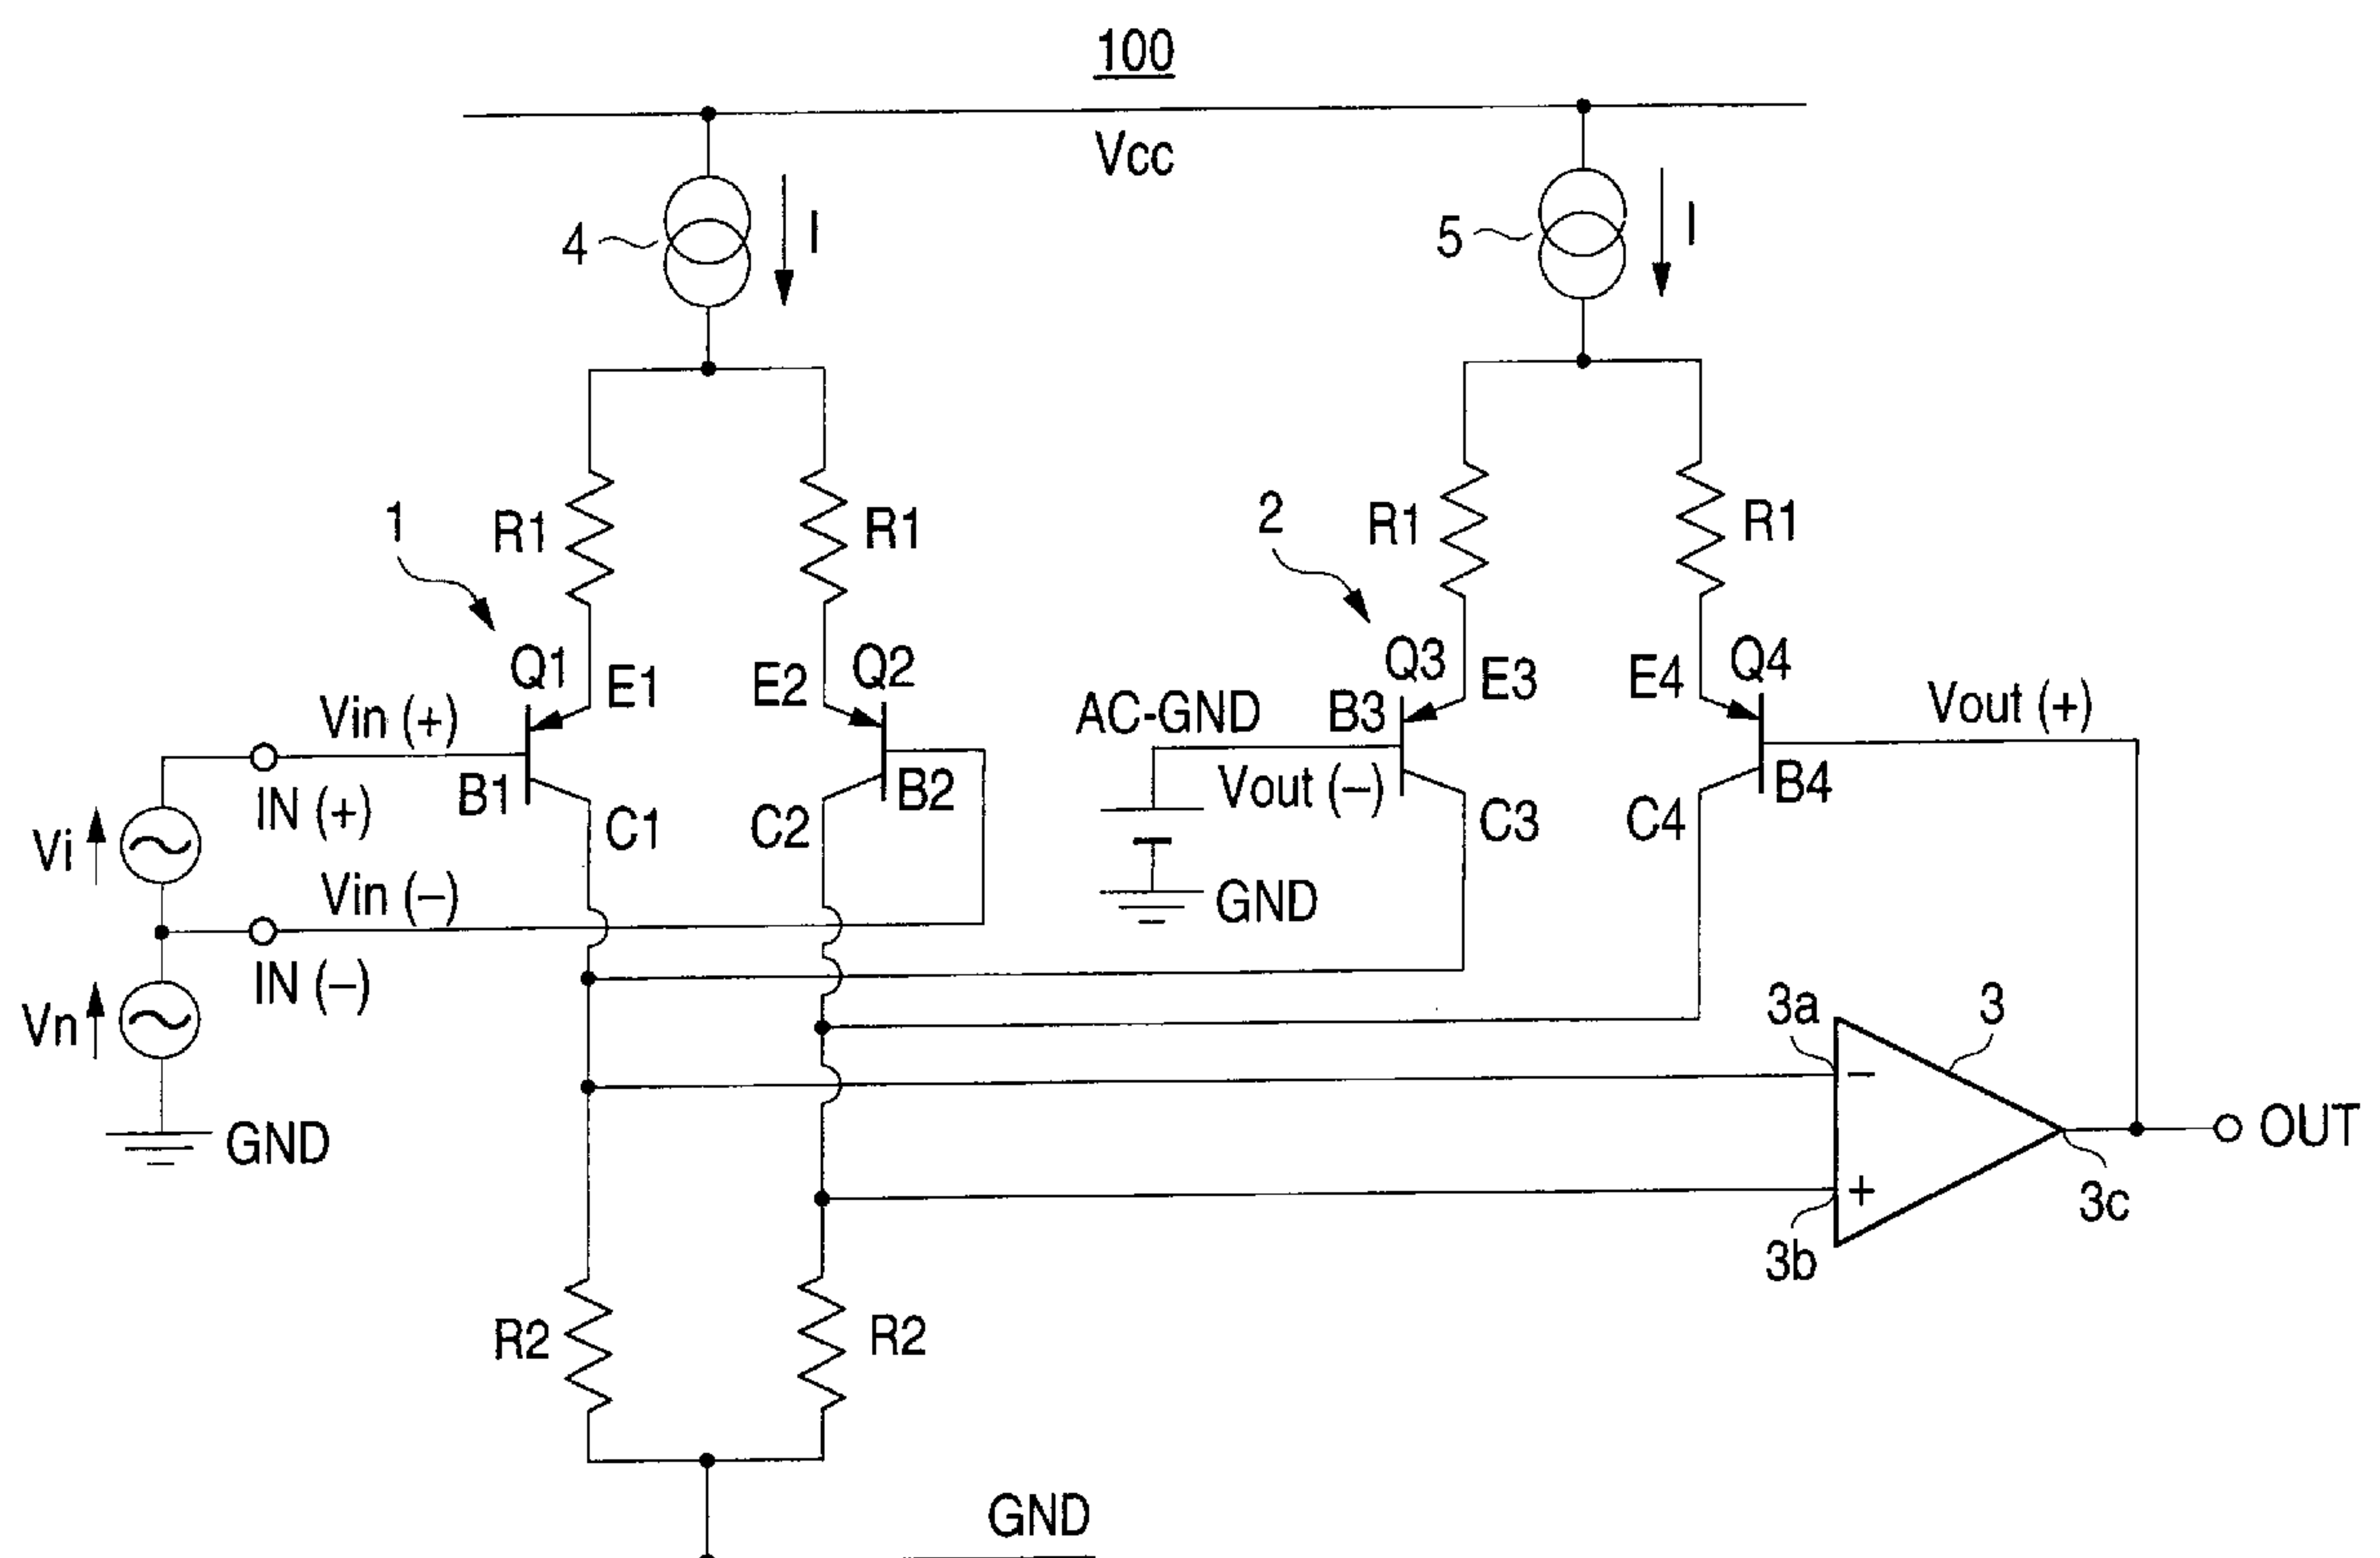 100
Vcc
4
I
5
I
1
R1
R1
2
R1
R1
Q1
E1
E2
Q2
Q3
E3
E4
Q4
Vin (+)
AC-GND
B3
Vout (+)
B1
B2
Vout (−)
B4
IN (+)
C1
C2
C3
C4
Vi
Vin (−)
GND
IN (−)
Vn
3a
3
−
GND
OUT
+
3c
3b
R2
R2
GND